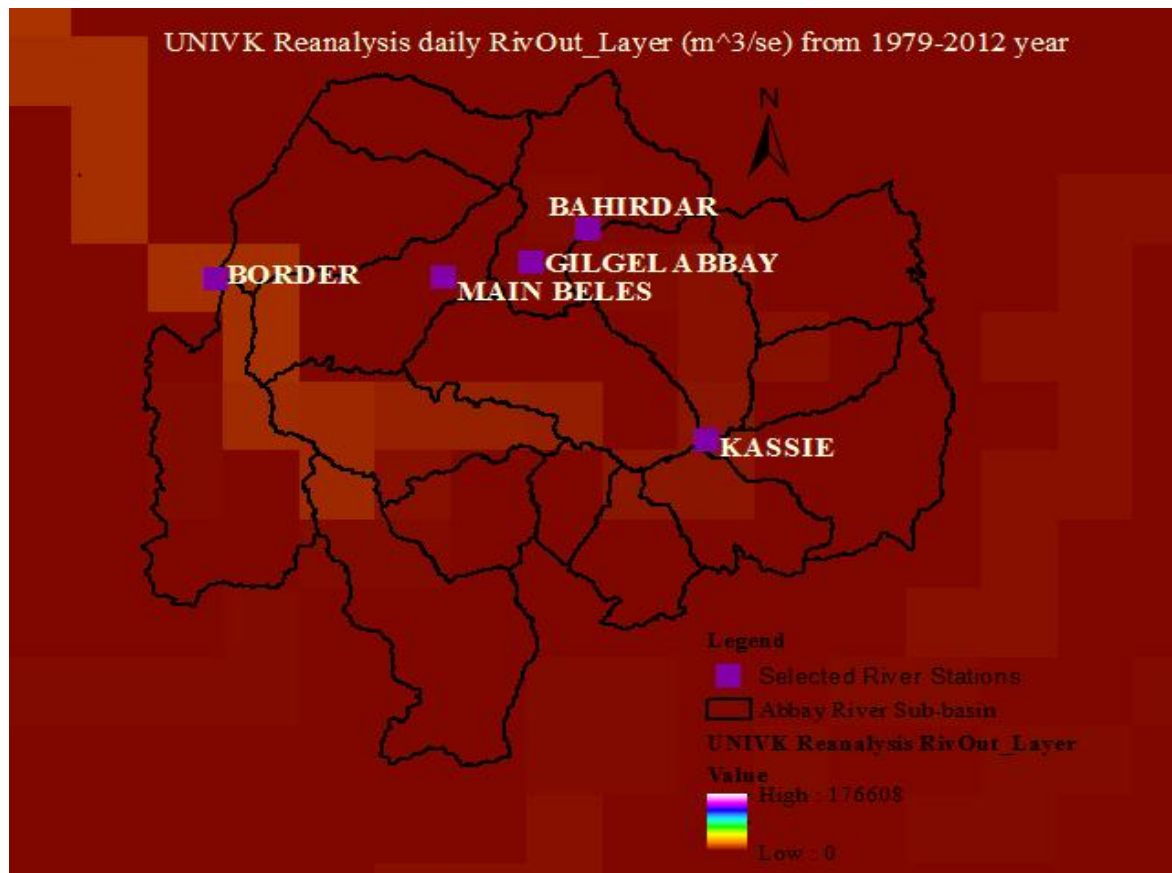 UNIVK Reanalysis daily RivOut_Layer (m^3/se) from 1979-2012 year
N
BAHIRDAR
GILGEL ABBAY
BORDER
MAIN BELES
KASSIE
Legend
Selected River Stations
Abbay River Sub-basin
UNIVK Reanalysis RivOut_Layer
Value
High : 176608
Low : 0